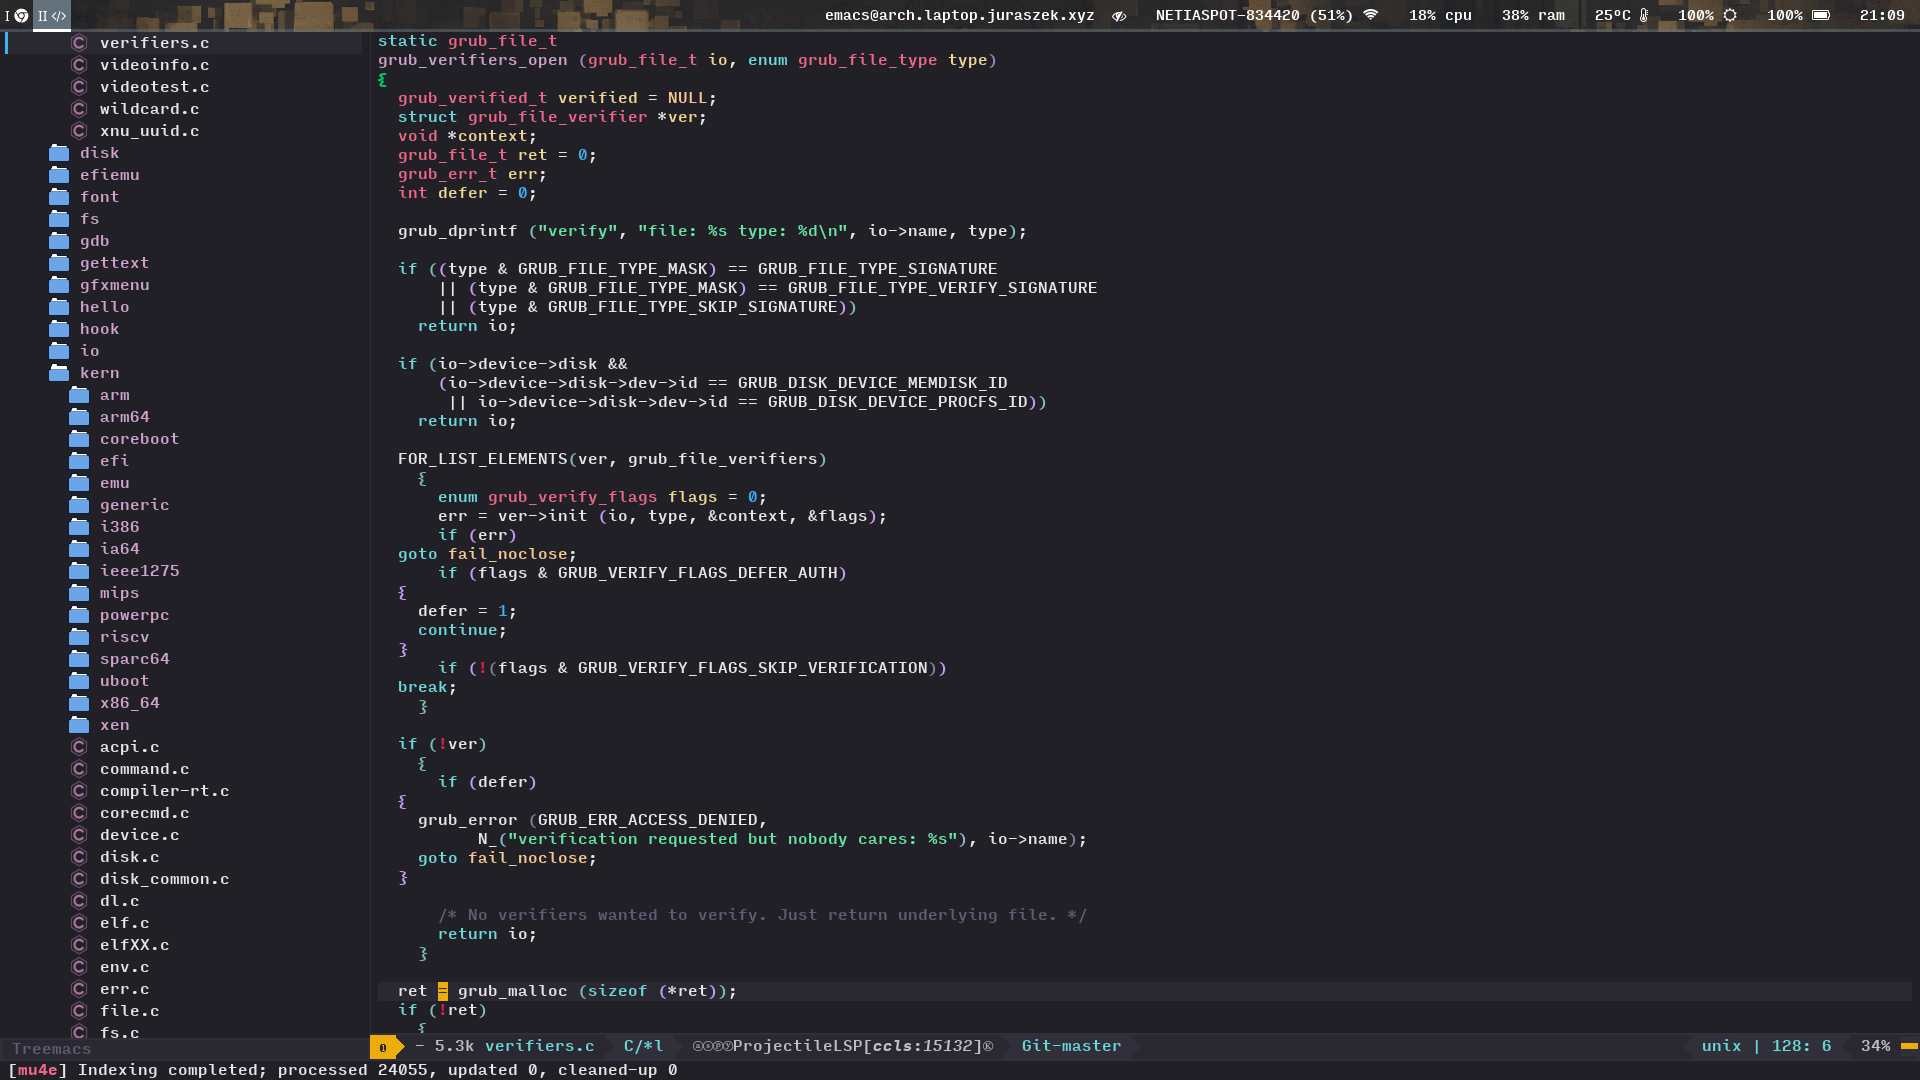 I II </> emacs@arch.laptop.juraszek.xyz NETIASPOT-834420 (51%) 18% cpu 38% ram 25ºC 100% 100% 21:09
verifiers.c
videoinfo.c
videotest.c
wildcard.c
xnu_uuid.c
disk
efiemu
font
fs
gdb
gettext
gfxmenu
hello
hook
io
kern
arm
arm64
coreboot
efi
emu
generic
i386
ia64
ieee1275
mips
powerpc
riscv
sparc64
uboot
x86_64
xen
acpi.c
command.c
compiler-rt.c
corecmd.c
device.c
disk.c
disk_common.c
dl.c
elf.c
elfXX.c
env.c
err.c
file.c
fs.c
Treemacs
static grub_file_t
grub_verifiers_open (grub_file_t io, enum grub_file_type type)
{
  grub_verified_t verified = NULL;
  struct grub_file_verifier *ver;
  void *context;
  grub_file_t ret = 0;
  grub_err_t err;
  int defer = 0;

  grub_dprintf ("verify", "file: %s type: %d\n", io->name, type);

  if ((type & GRUB_FILE_TYPE_MASK) == GRUB_FILE_TYPE_SIGNATURE
      || (type & GRUB_FILE_TYPE_MASK) == GRUB_FILE_TYPE_VERIFY_SIGNATURE
      || (type & GRUB_FILE_TYPE_SKIP_SIGNATURE))
    return io;

  if (io->device->disk &&
      (io->device->disk->dev->id == GRUB_DISK_DEVICE_MEMDISK_ID
       || io->device->disk->dev->id == GRUB_DISK_DEVICE_PROCFS_ID))
    return io;

  FOR_LIST_ELEMENTS(ver, grub_file_verifiers)
    {
      enum grub_verify_flags flags = 0;
      err = ver->init (io, type, &context, &flags);
      if (err)
  goto fail_noclose;
      if (flags & GRUB_VERIFY_FLAGS_DEFER_AUTH)
  {
    defer = 1;
    continue;
  }
      if (!(flags & GRUB_VERIFY_FLAGS_SKIP_VERIFICATION))
  break;
    }

  if (!ver)
    {
      if (defer)
  {
    grub_error (GRUB_ERR_ACCESS_DENIED,
          N_("verification requested but nobody cares: %s"), io->name);
    goto fail_noclose;
  }

      /* No verifiers wanted to verify. Just return underlying file. */
      return io;
    }

  ret = grub_malloc (sizeof (*ret));
  if (!ret)
    {
- 5.3k verifiers.c C/*l ⓐⓢⓟⓨProjectileLSP[ccls:15132]Ⓚ Git-master unix | 128: 6 34%
[mu4e] Indexing completed; processed 24055, updated 0, cleaned-up 0